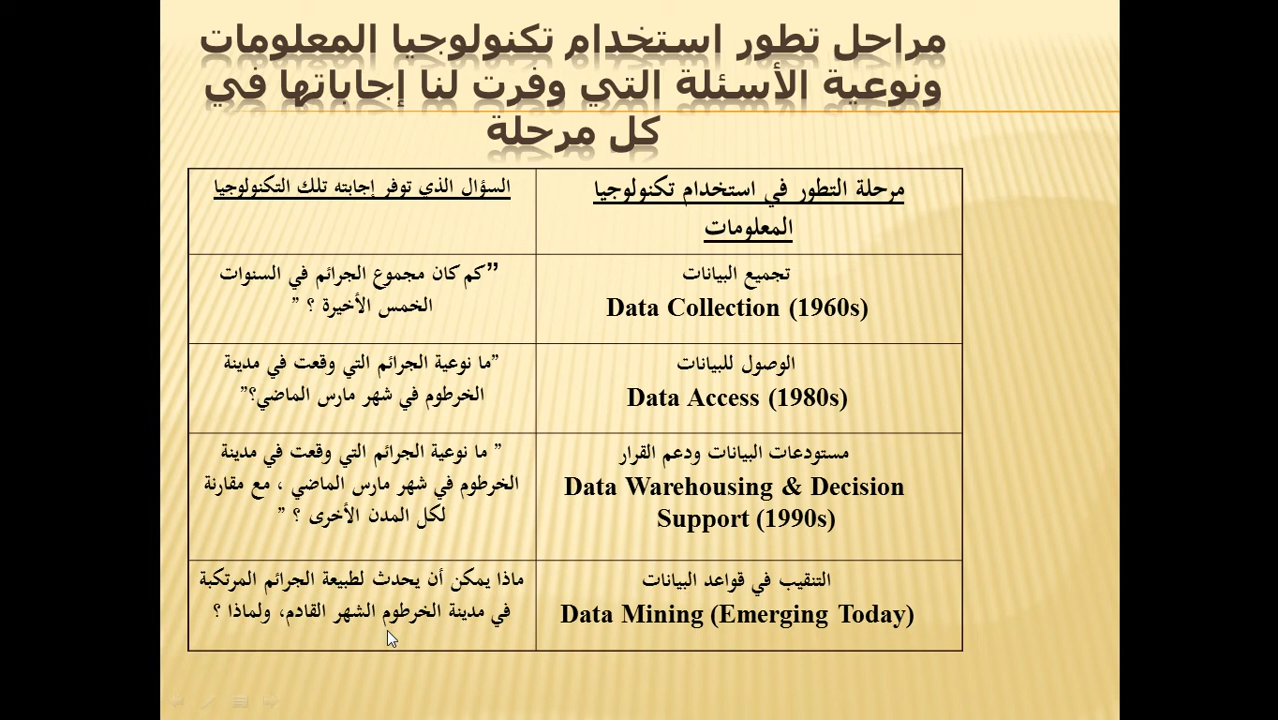 مراحل تطور استخدام تكنولوجيا المعلومات
ونوعية الأسئلة التي وفرت لنا إجاباتها في
كل مرحلة
مرحلة التطور في استخدام تكنولوجيا
المعلومات
السؤال الذي توفر إجابته تلك التكنولوجيا
تجميع البيانات
Data Collection (1960s)
”كم كان مجموع الجرائم في السنوات
الخمس الأخيرة ؟ ”
الوصول للبيانات
Data Access (1980s)
”ما نوعية الجرائم التي وقعت في مدينة
الخرطوم في شهر مارس الماضي؟”
مستودعات البيانات ودعم القرار
Data Warehousing & Decision
Support (1990s)
” ما نوعية الجرائم التي وقعت في مدينة
الخرطوم في شهر مارس الماضي ، مع مقارنة
لكل المدن الأخرى ؟ ”
التنقيب في قواعد البيانات
Data Mining (Emerging Today)
ماذا يمكن أن يحدث لطبيعة الجرائم المرتكبة
في مدينة الخرطوم الشهر القادم، ولماذا ؟